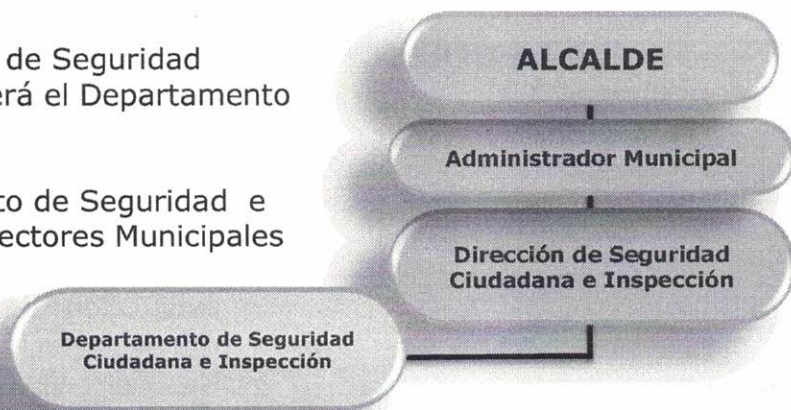 de Seguridad
erá el Departamento
to de Seguridad e
ectores Municipales
ALCALDE
Administrador Municipal
Dirección de Seguridad
Ciudadana e Inspección
Departamento de Seguridad
Ciudadana e Inspección